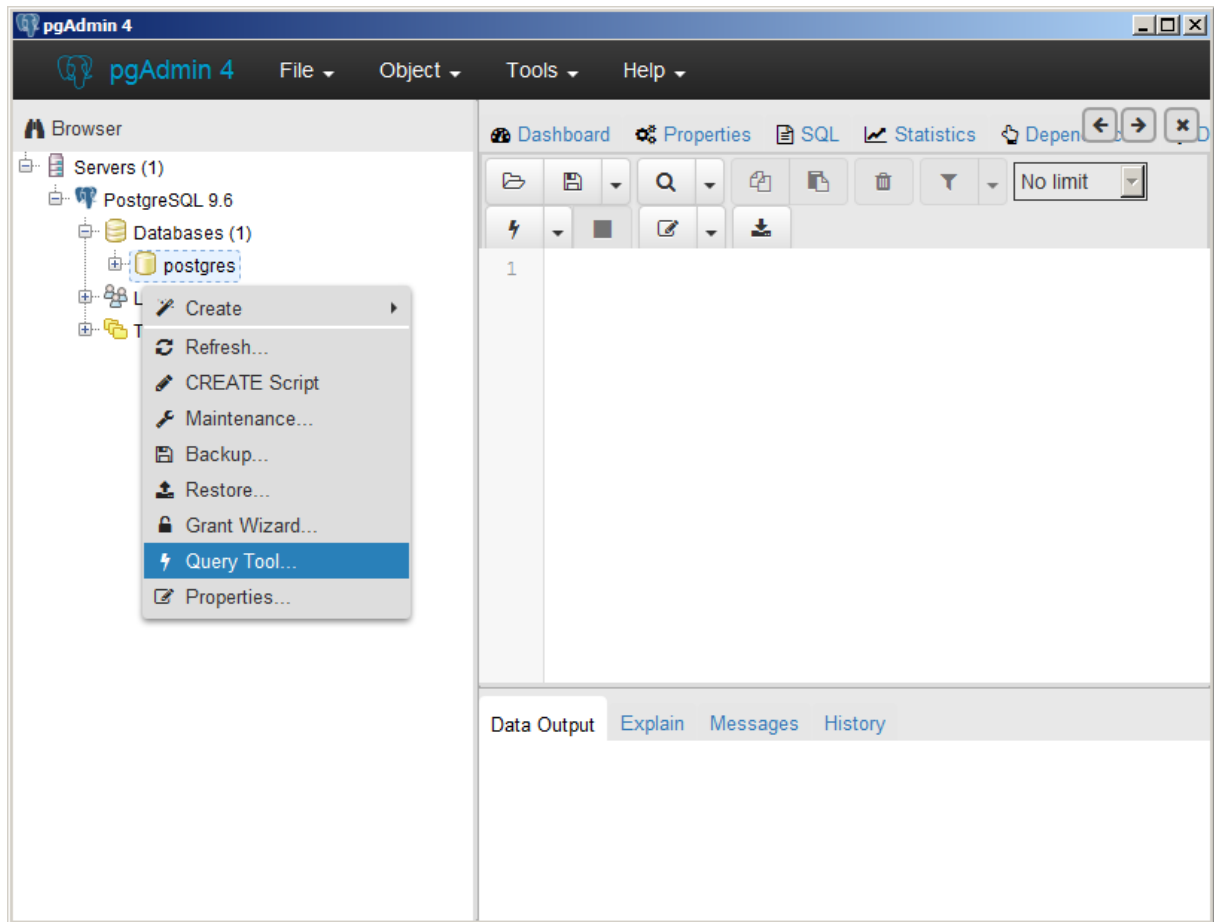 pgAdmin 4
pgAdmin 4 File Object Tools Help
Browser
Servers (1)
PostgreSQL 9.6
Databases (1)
postgres
L
T
Create
Refresh...
CREATE Script
Maintenance...
Backup...
Restore...
Grant Wizard...
Query Tool...
Properties...
Dashboard Properties SQL Statistics Depen D
No limit
1
Data Output Explain Messages History